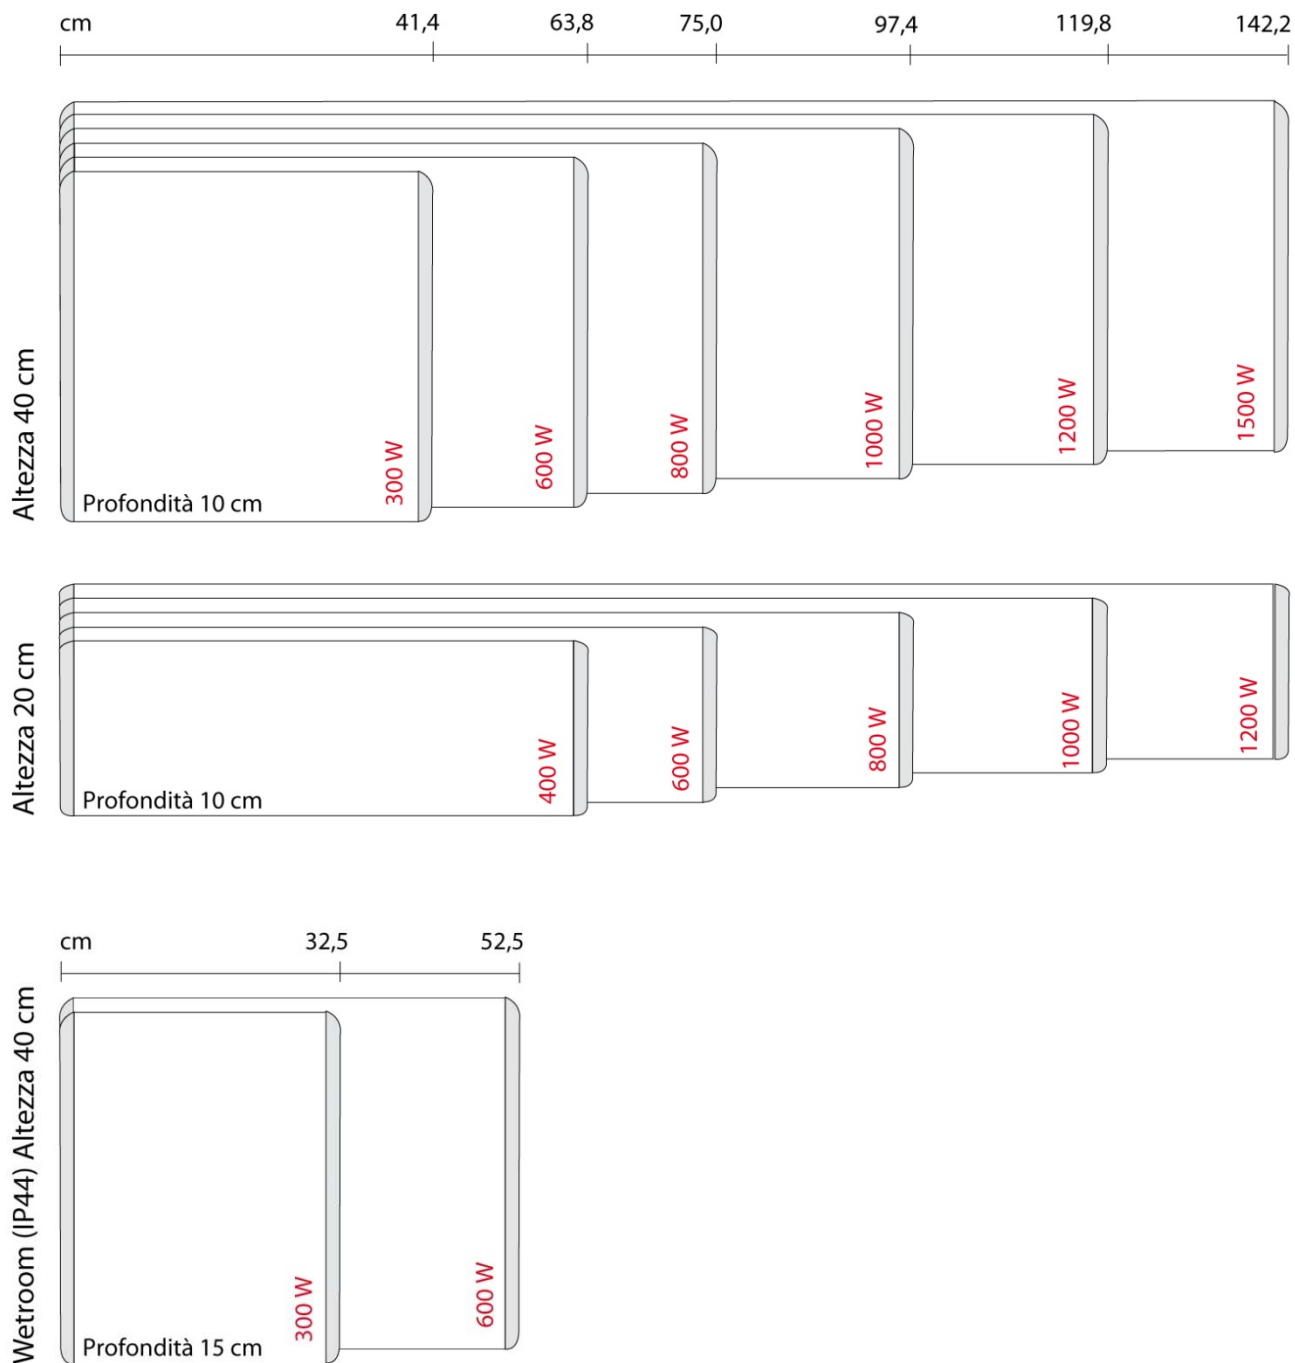 cm 41,4 63,8 75,0 97,4 119,8 142,2
Altezza 40 cm
300 W
600 W
800 W
1000 W
1200 W
1500 W
Profondità 10 cm
Altezza 20 cm
400 W
600 W
800 W
1000 W
1200 W
Profondità 10 cm
cm 32,5 52,5
Wetroom (IP44) Altezza 40 cm
300 W
600 W
Profondità 15 cm